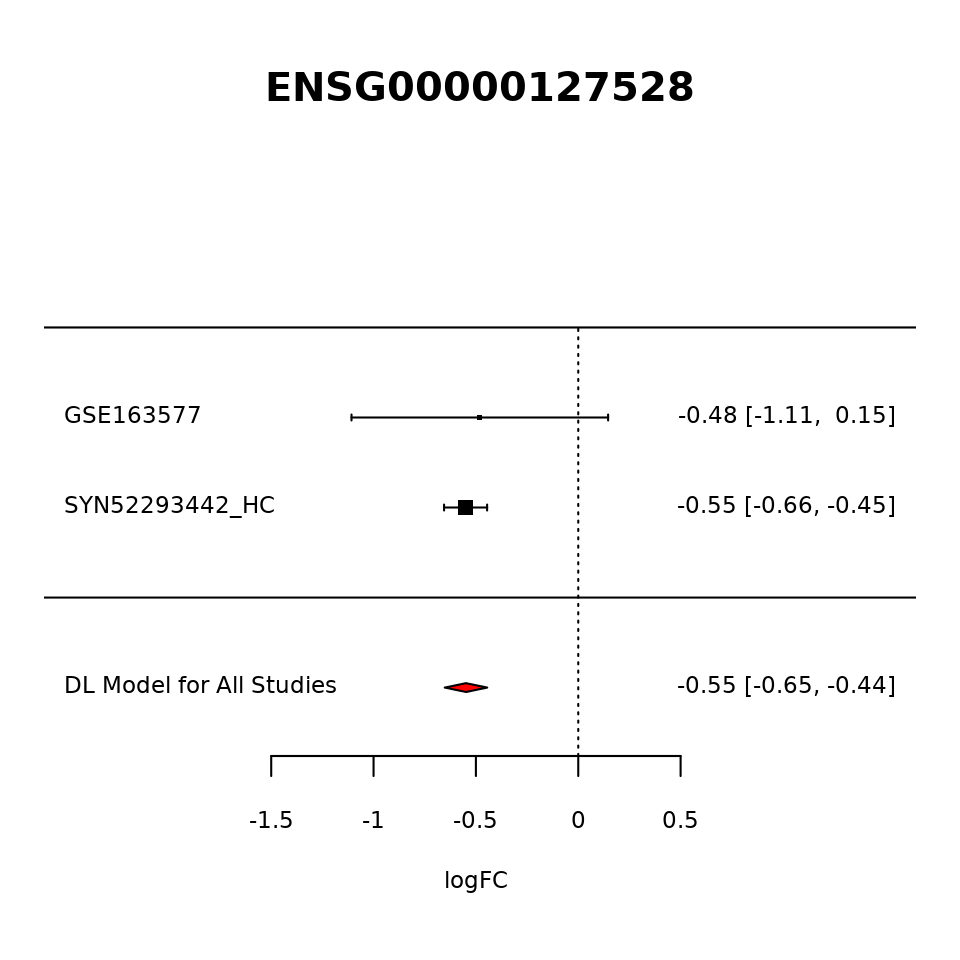 ENSG00000127528
GSE163577 -0.48 [-1.11,  0.15]
SYN52293442_HC -0.55 [-0.66, -0.45]
DL Model for All Studies -0.55 [-0.65, -0.44]
-1.5 -1 -0.5 0 0.5
logFC